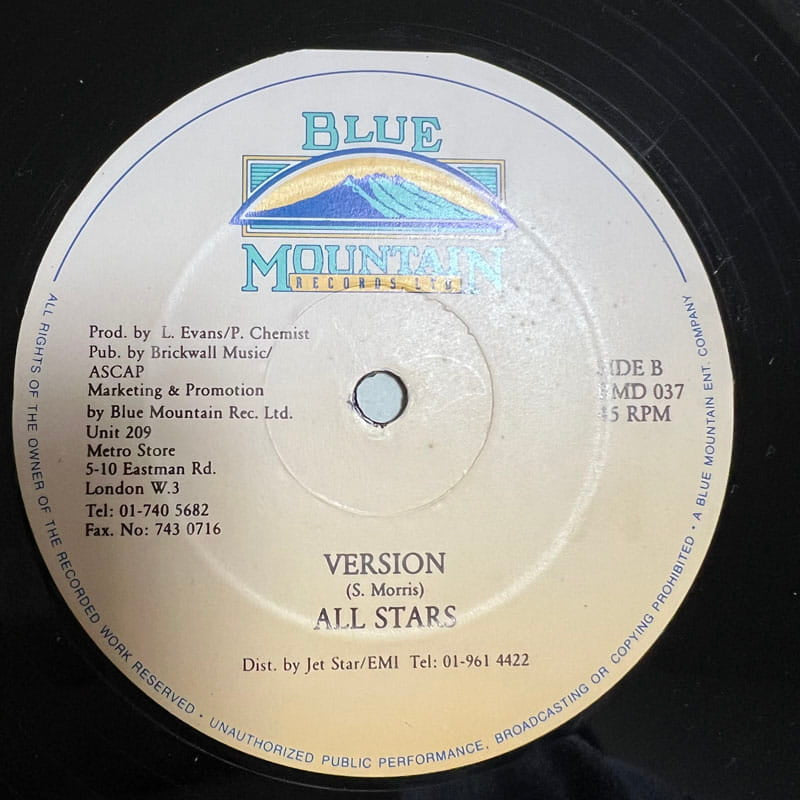 BLUE
MOUNTAIN
RECORDS LTD
Prod. by L. Evans/P. Chemist
Pub. by Brickwall Music/
ASCAP
Marketing & Promotion
by Blue Mountain Rec. Ltd.
Unit 209
Metro Store
5-10 Eastman Rd.
London W.3
Tel: 01-740 5682
Fax. No: 743 0716
SIDE B
BMD 037
45 RPM
VERSION
(S. Morris)
ALL STARS
Dist. by Jet Star/EMI Tel: 01-961 4422
ALL RIGHTS OF THE OWNER OF THE RECORDED WORK RESERVED • UNAUTHORIZED PUBLIC PERFORMANCE, BROADCASTING OR COPYING PROHIBITED • A BLUE MOUNTAIN ENT. COMPANY